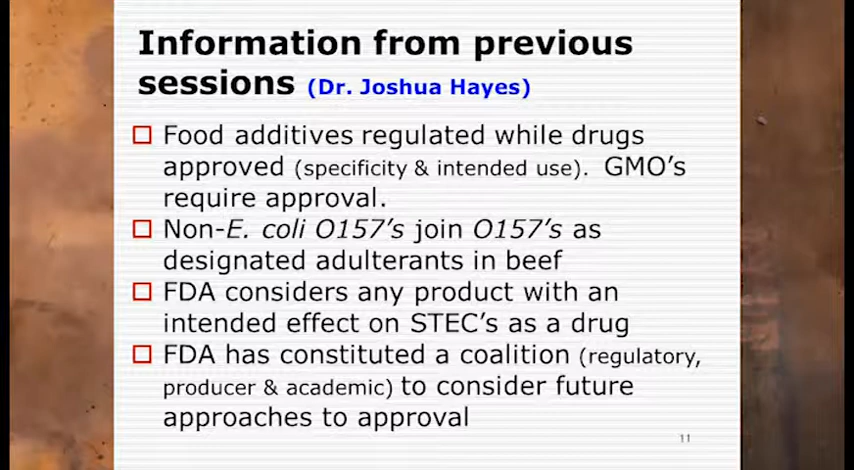 Information from previous
sessions (Dr. Joshua Hayes)
Food additives regulated while drugs
approved (specificity & intended use). GMO's
require approval.
Non-E. coli O157's join O157's as
designated adulterants in beef
FDA considers any product with an
intended effect on STEC's as a drug
FDA has constituted a coalition (regulatory,
producer & academic) to consider future
approaches to approval
11